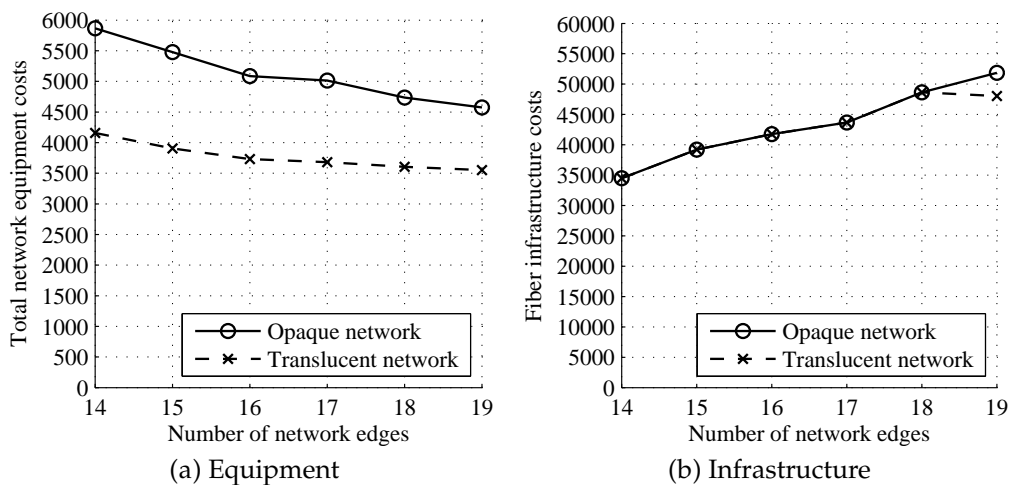 Total network equipment costs
6000
5500
5000
4500
4000
3500
3000
2500
2000
1500
1000
500
0
Opaque network
Translucent network
14 15 16 17 18 19
Number of network edges
(a) Equipment
Fiber infrastructure costs
60000
55000
50000
45000
40000
35000
30000
25000
20000
15000
10000
5000
0
Opaque network
Translucent network
14 15 16 17 18 19
Number of network edges
(b) Infrastructure